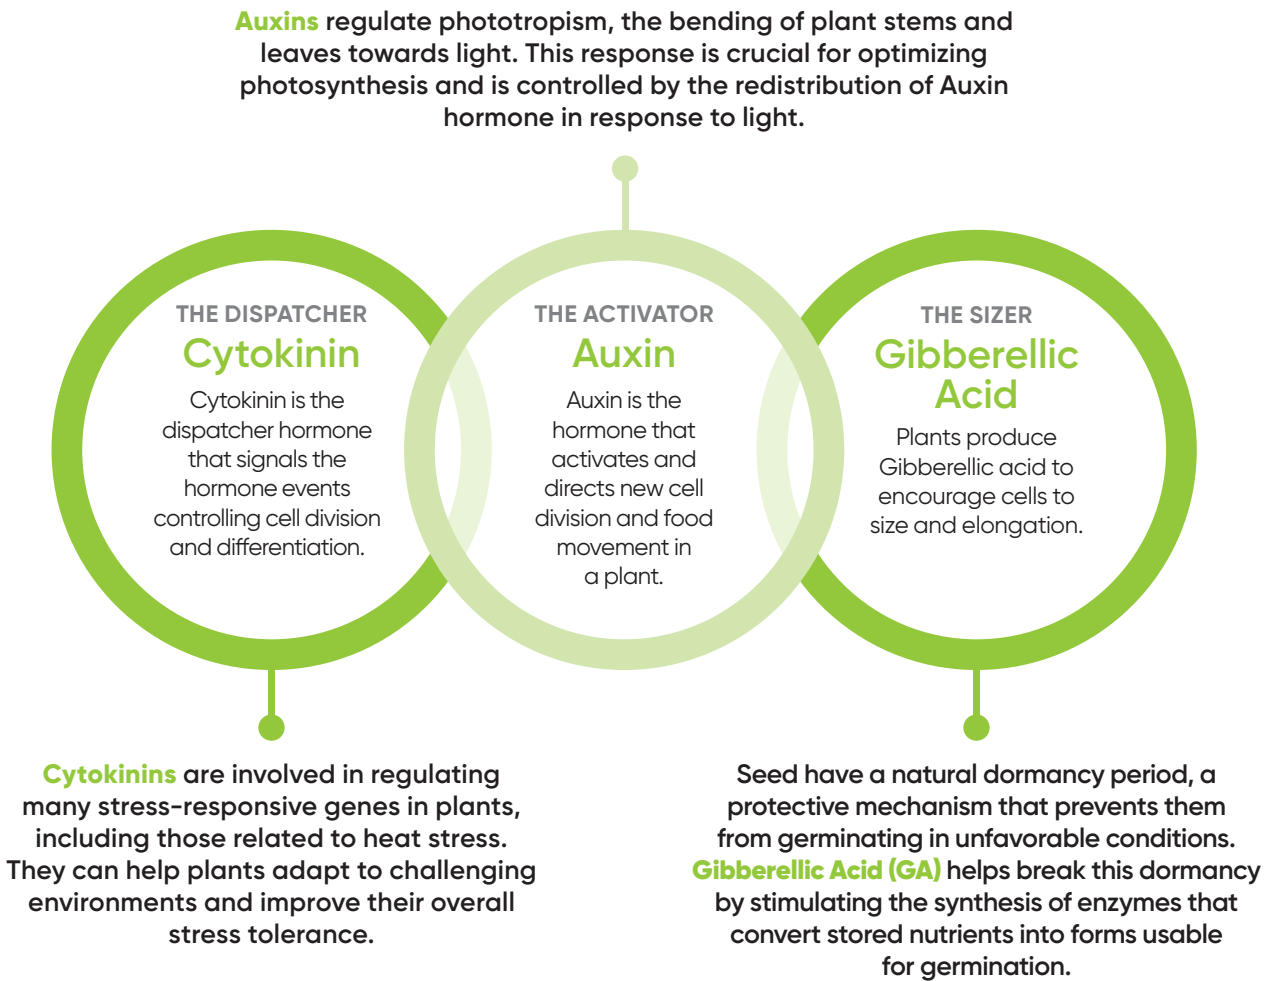 Auxins regulate phototropism, the bending of plant stems and
leaves towards light. This response is crucial for optimizing
photosynthesis and is controlled by the redistribution of Auxin
hormone in response to light.
THE DISPATCHER
Cytokinin
Cytokinin is the
dispatcher hormone
that signals the
hormone events
controlling cell division
and differentiation.
THE ACTIVATOR
Auxin
Auxin is the
hormone that
activates and
directs new cell
division and food
movement in
a plant.
THE SIZER
Gibberellic
Acid
Plants produce
Gibberellic acid to
encourage cells to
size and elongation.
Cytokinins are involved in regulating
many stress-responsive genes in plants,
including those related to heat stress.
They can help plants adapt to challenging
environments and improve their overall
stress tolerance.
Seed have a natural dormancy period, a
protective mechanism that prevents them
from germinating in unfavorable conditions.
Gibberellic Acid (GA) helps break this dormancy
by stimulating the synthesis of enzymes that
convert stored nutrients into forms usable
for germination.